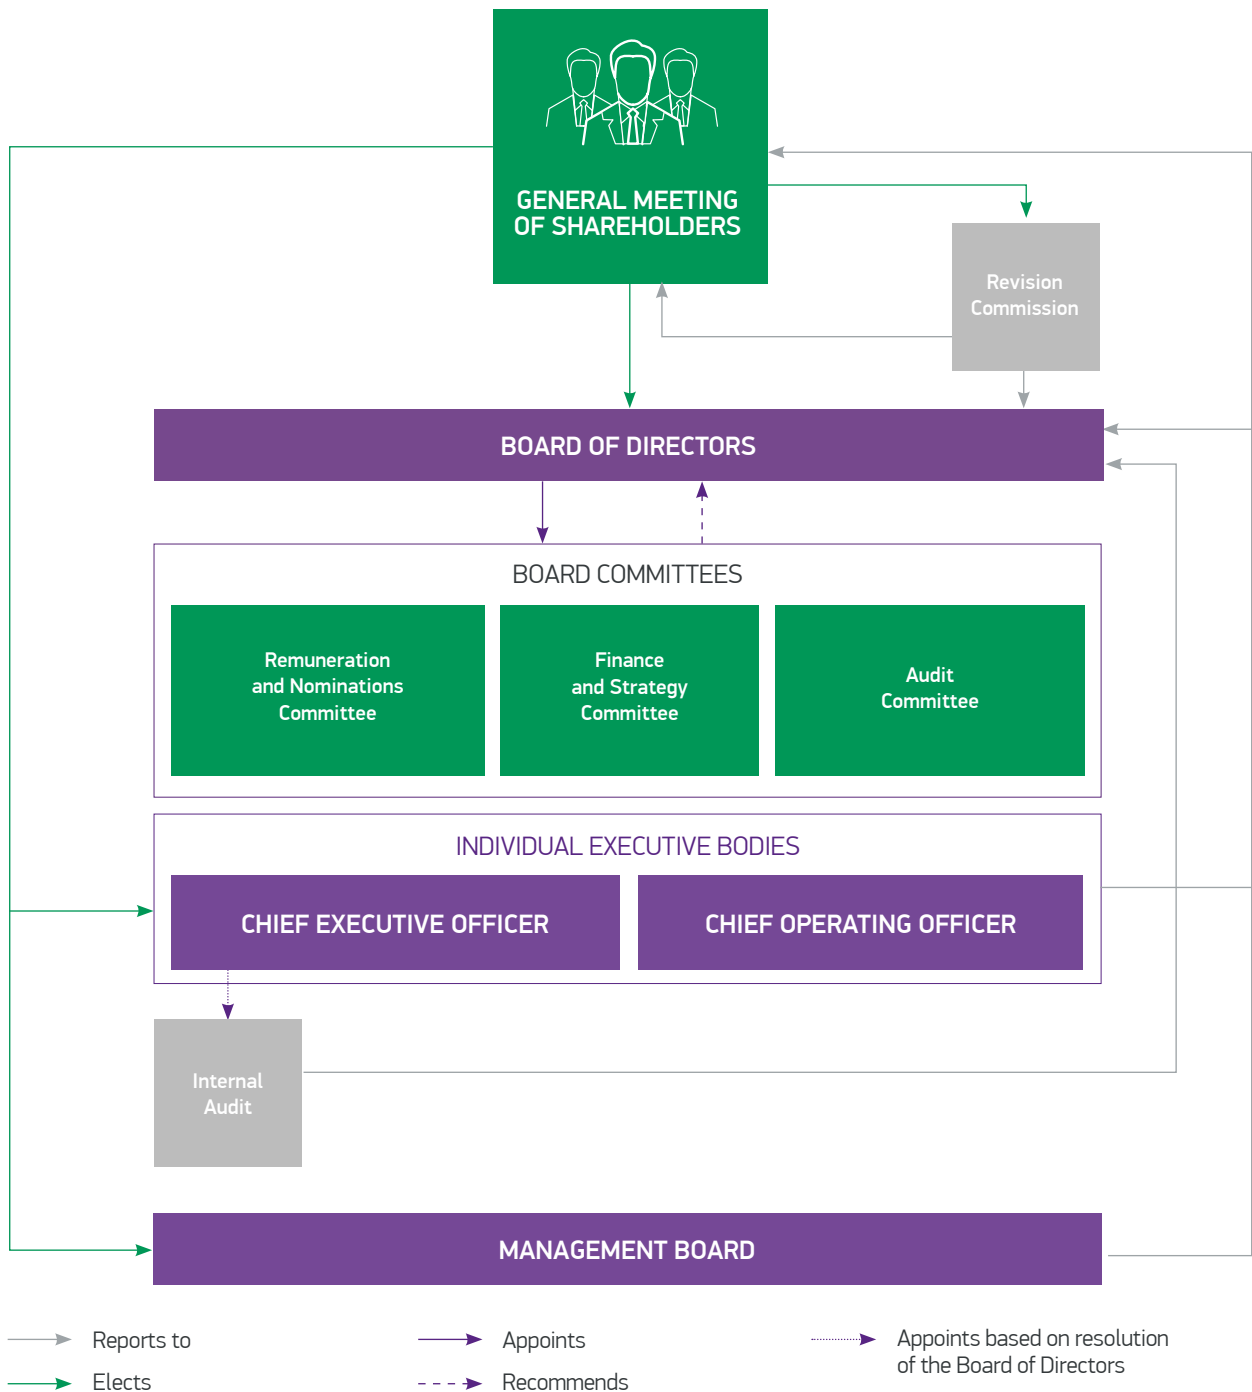 GENERAL MEETING
OF SHAREHOLDERS
Revision
Commission
BOARD OF DIRECTORS
BOARD COMMITTEES
Remuneration
and Nominations
Committee
Finance
and Strategy
Committee
Audit
Committee
INDIVIDUAL EXECUTIVE BODIES
CHIEF EXECUTIVE OFFICER
CHIEF OPERATING OFFICER
Internal
Audit
MANAGEMENT BOARD
Reports to
Elects
Appoints
Recommends
Appoints based on resolution
of the Board of Directors